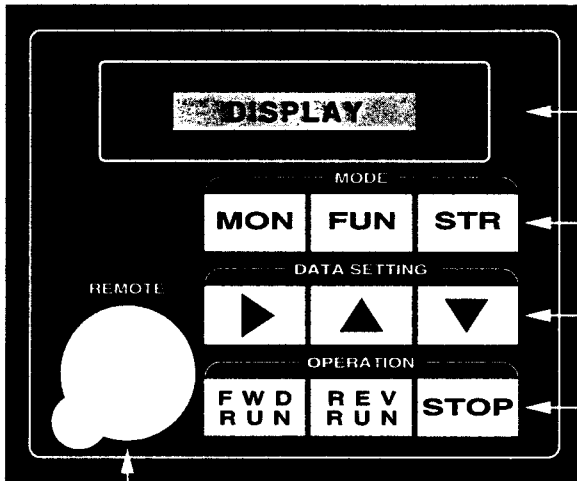 DISPLAY
MODE
MON FUN STR
DATA SETTING
REMOTE
OPERATION
FWD RUN REV RUN STOP